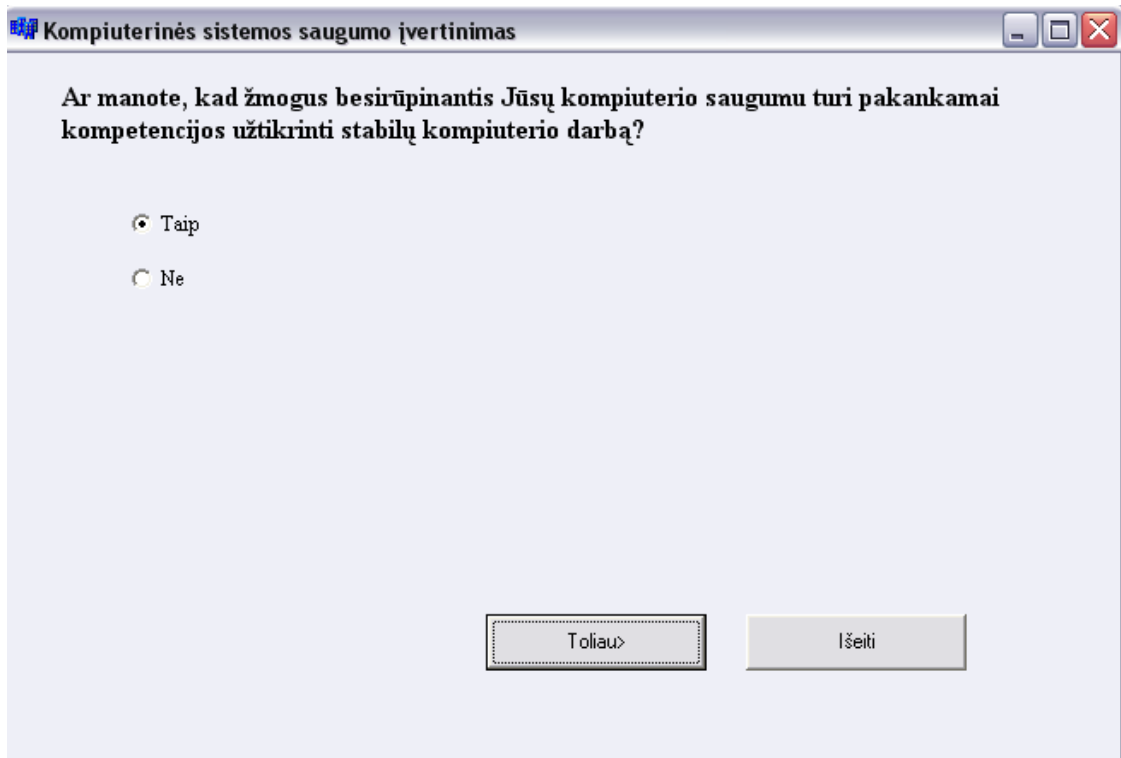 Kompiuterinės sistemos saugumo įvertinimas
Ar manote, kad žmogus besirūpinantis Jūsų kompiuterio saugumu turi pakankamai
kompetencijos užtikrinti stabilų kompiuterio darbą?
Taip
Ne
Toliau>
Išeiti